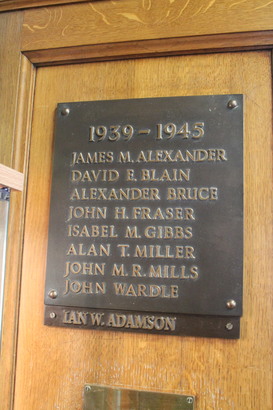 1939 - 1945
JAMES M. ALEXANDER
DAVID E. BLAIN
ALEXANDER BRUCE
JOHN H. FRASER
ISABEL M. GIBBS
ALAN T. MILLER
JOHN M. R. MILLS
JOHN WARDLE
IAN W. ADAMSON